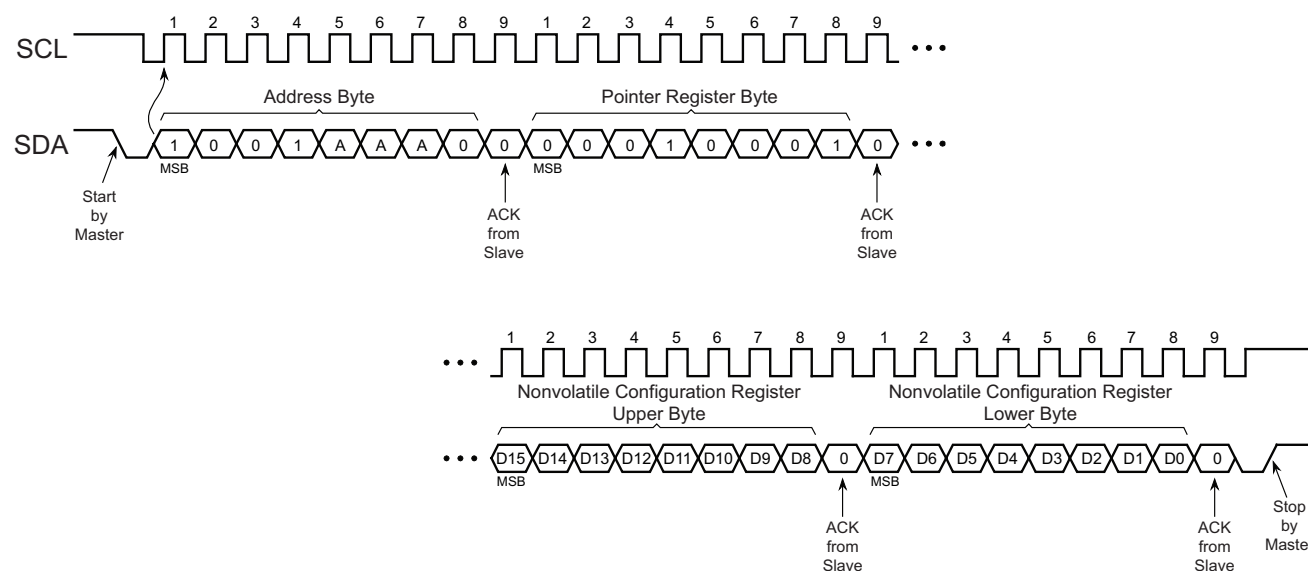 1 2 3 4 5 6 7 8 9 1 2 3 4 5 6 7 8 9
SCL
Address Byte Pointer Register Byte
SDA 1 0 0 1 A A A 0 0 0 0 0 1 0 0 0 1 0
MSB MSB
Start
by
Master
ACK
from
Slave
ACK
from
Slave
1 2 3 4 5 6 7 8 9 1 2 3 4 5 6 7 8 9
Nonvolatile Configuration Register
Upper Byte
Nonvolatile Configuration Register
Lower Byte
D15 D14 D13 D12 D11 D10 D9 D8 0 D7 D6 D5 D4 D3 D2 D1 D0 0
MSB MSB
ACK
from
Slave
ACK
from
Slave
Stop
by
Maste